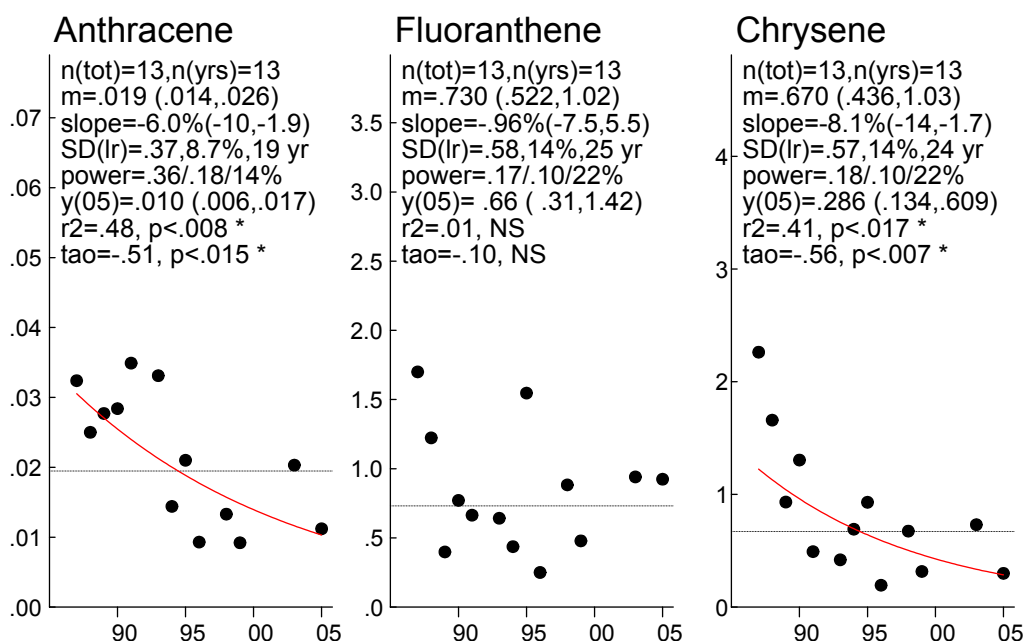 Anthracene
n(tot)=13,n(yrs)=13
m=.019 (.014,.026)
slope=-6.0%(-10,-1.9)
SD(lr)=.37,8.7%,19 yr
power=.36/.18/14%
y(05)=.010 (.006,.017)
r2=.48, p<.008 *
tao=-.51, p<.015 *
.07
.06
.05
.04
.03
.02
.01
.00
90 95 00 05
Fluoranthene
n(tot)=13,n(yrs)=13
m=.730 (.522,1.02)
slope=-.96%(-7.5,5.5)
SD(lr)=.58,14%,25 yr
power=.17/.10/22%
y(05)= .66 ( .31,1.42)
r2=.01, NS
tao=-.10, NS
3.5
3.0
2.5
2.0
1.5
1.0
.5
.0
90 95 00 05
Chrysene
n(tot)=13,n(yrs)=13
m=.670 (.436,1.03)
slope=-8.1%(-14,-1.7)
SD(lr)=.57,14%,24 yr
power=.18/.10/22%
y(05)=.286 (.134,.609)
r2=.41, p<.017 *
tao=-.56, p<.007 *
4
3
2
1
0
90 95 00 05